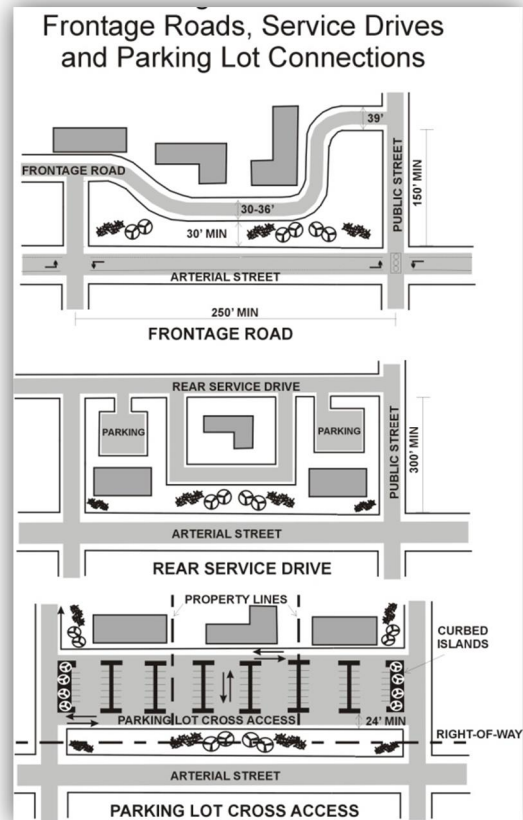 Frontage Roads, Service Drives
and Parking Lot Connections
39'
FRONTAGE ROAD
PUBLIC STREET
150' MIN
30-36'
30' MIN
ARTERIAL STREET
250' MIN
FRONTAGE ROAD
REAR SERVICE DRIVE
PARKING
PARKING
PUBLIC STREET
300' MIN
ARTERIAL STREET
REAR SERVICE DRIVE
PROPERTY LINES
CURBED
ISLANDS
PARKING LOT CROSS ACCESS
24' MIN
RIGHT-OF-WAY
ARTERIAL STREET
PARKING LOT CROSS ACCESS